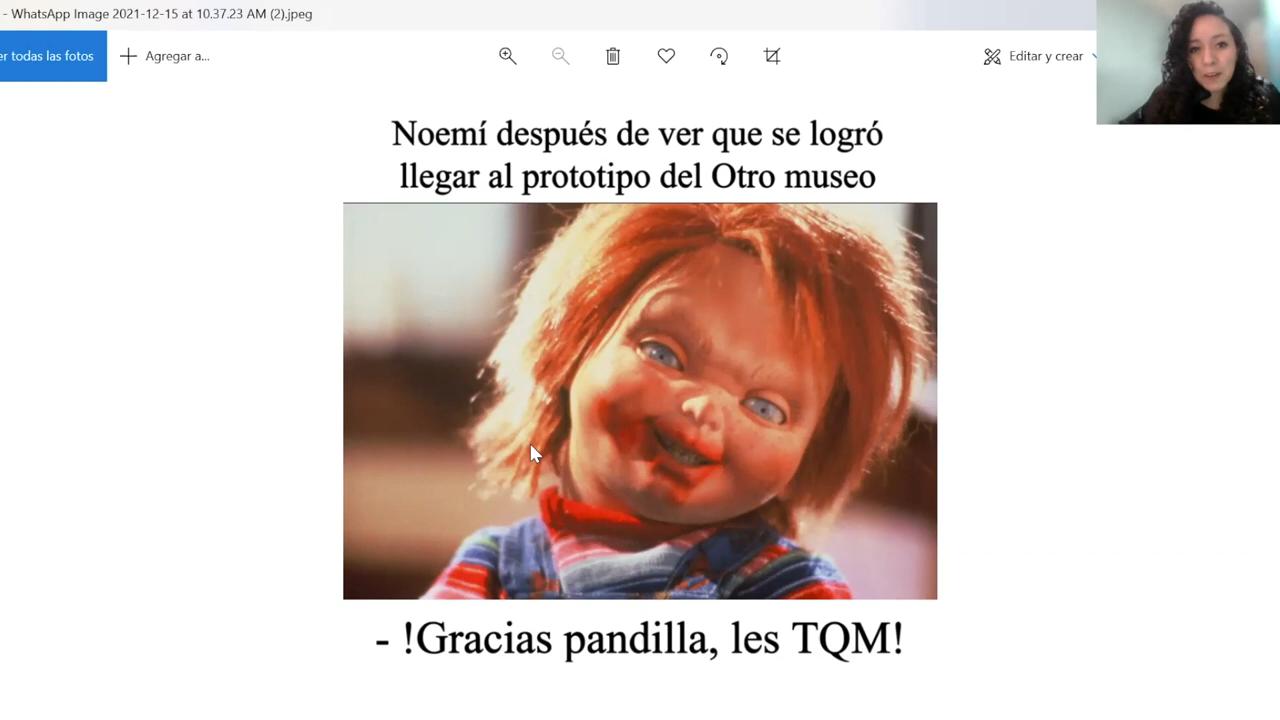 - WhatsApp Image 2021-12-15 at 10.37.23 AM (2).jpeg
er todas las fotos
Agregar a...
Editar y crear
Noemí después de ver que se logró
llegar al prototipo del Otro museo
- !Gracias pandilla, les TQM!